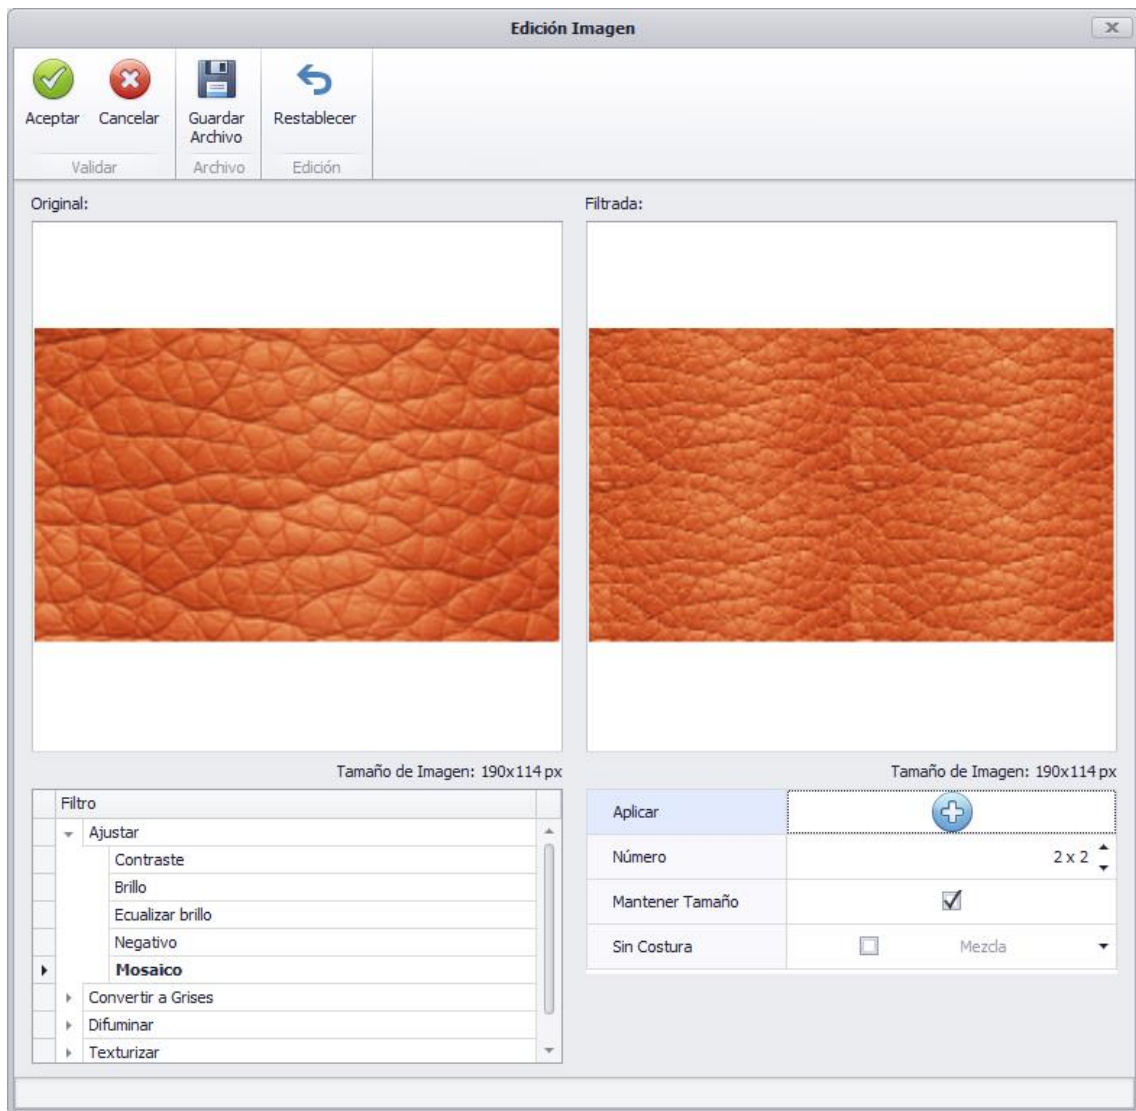 Edición Imagen
Aceptar Cancelar Guardar Archivo Restablecer
Validar Archivo Edición
Original: Filtrada:
Tamaño de Imagen: 190x114 px Tamaño de Imagen: 190x114 px
Filtro
Ajustar
Contraste
Brillo
Ecualizar brillo
Negativo
Mosaico
Convertir a Grises
Difuminar
Texturizar
Aplicar
Número 2 x 2
Mantener Tamaño
Sin Costura Mezcla